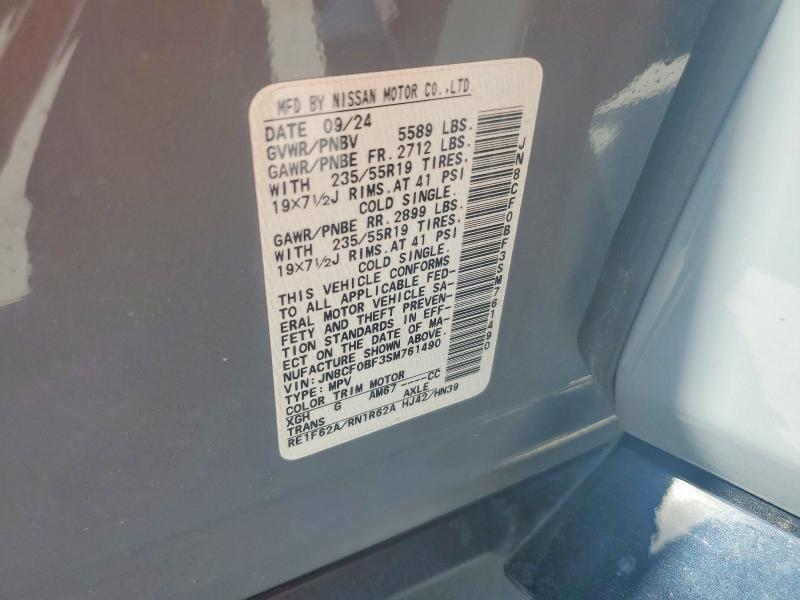 MFD BY NISSAN MOTOR CO.,LTD
DATE 09/24
GVWR/PNBV 5589 LBS.
GAWR/PNBE FR. 2712 LBS.
WITH 235/55R19 TIRES,
19×7 1/2J RIMS.AT 41 PSI
COLD SINGLE.
GAWR/PNBE RR. 2899 LBS.
WITH 235/55R19 TIRES,
19×7 1/2J RIMS.AT 41 PSI
COLD SINGLE.
THIS VEHICLE CONFORMS
TO ALL APPLICABLE FED-
ERAL MOTOR VEHICLE SA-
FETY AND THEFT PREVEN-
TION STANDARDS IN EFF-
ECT ON THE DATE OF MA-
NUFACTURE SHOWN ABOVE.
VIN: JN8CF0BF3SM761490
TYPE: MPV
COLOR TRIM MOTOR ----CC
XGH G AM67 AXLE
TRANS HJ42/HN39
RE1F62A/RN1R62A
JN8CF0BF3SM761490